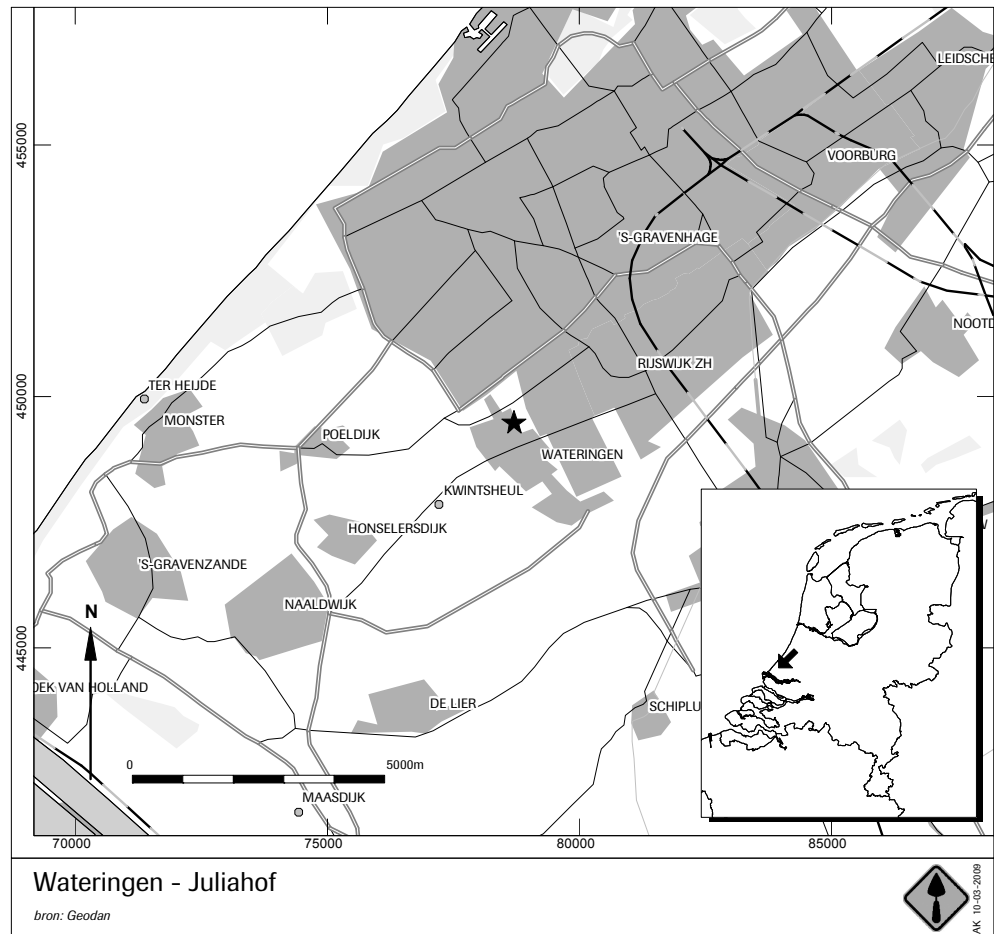 LEIDSCHE
455000
VOORBURG
'S-GRAVENHAGE
NOOTD
RIJSWIJK ZH
TER HEIJDE
450000
MONSTER
POELDIJK
WATERINGEN
KWINTSHEUL
HONSELERSDIJK
'S-GRAVENZANDE
NAALDWIJK
N
445000
OEK VAN HOLLAND
DE LIER
SCHIPLU
0 5000m
MAASDIJK
70000 75000 80000 85000
Wateringen - Juliahof
bron: Geodan
AK 10-03-2009